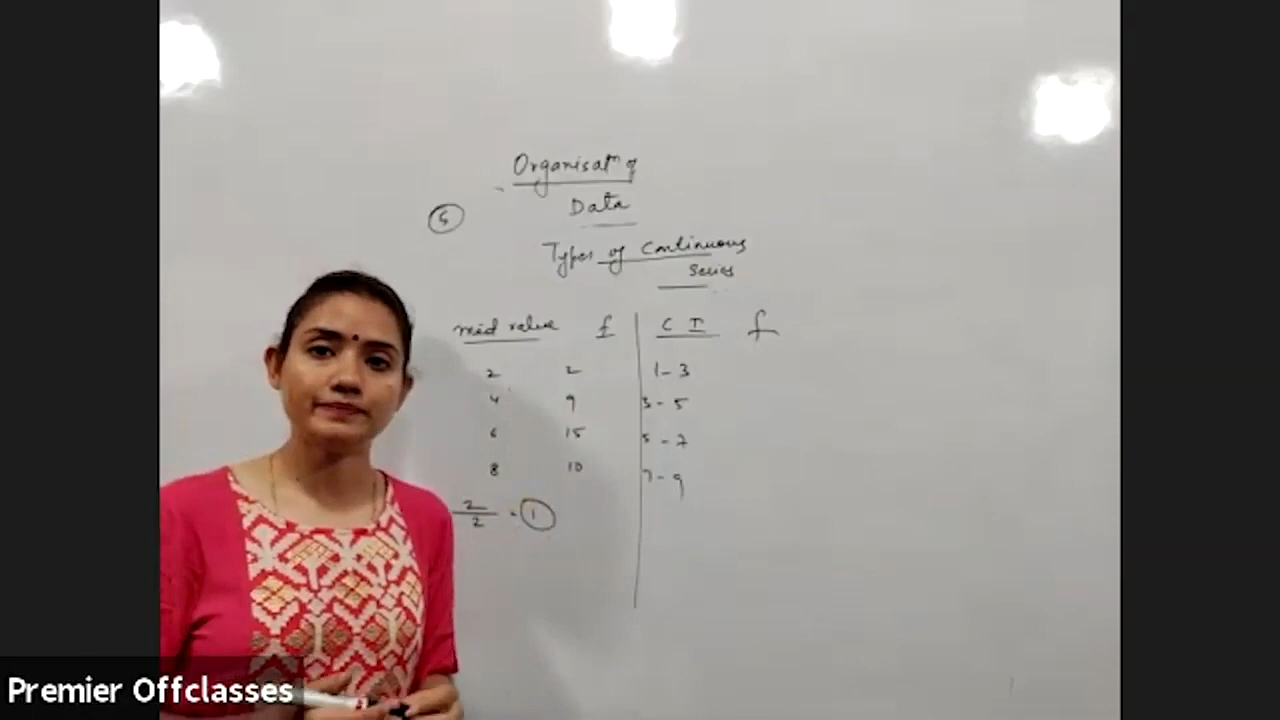 Organisatn of
Data
5
Types of Continuous
Series
mid value f
C I f
2 2 1-3
4 9 3-5
6 15 5-7
8 10 7-9
2/2 = 1
Premier Offclasses